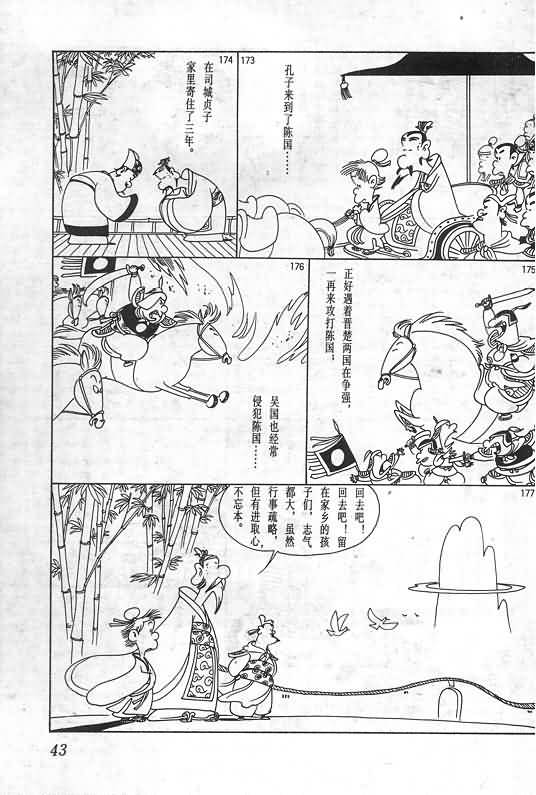 173
孔子来到了陈国……
174
在司城贞子
家里寄住了三年。
175
正好遇着晋楚两国在争强，
一再来攻打陈国。
176
吴国也经常
侵犯陈国……
177
回去吧！
回去吧！留
在家乡的孩
子们，志气
都大，虽然
行事疏略，
但有进取心，
不忘本。
43